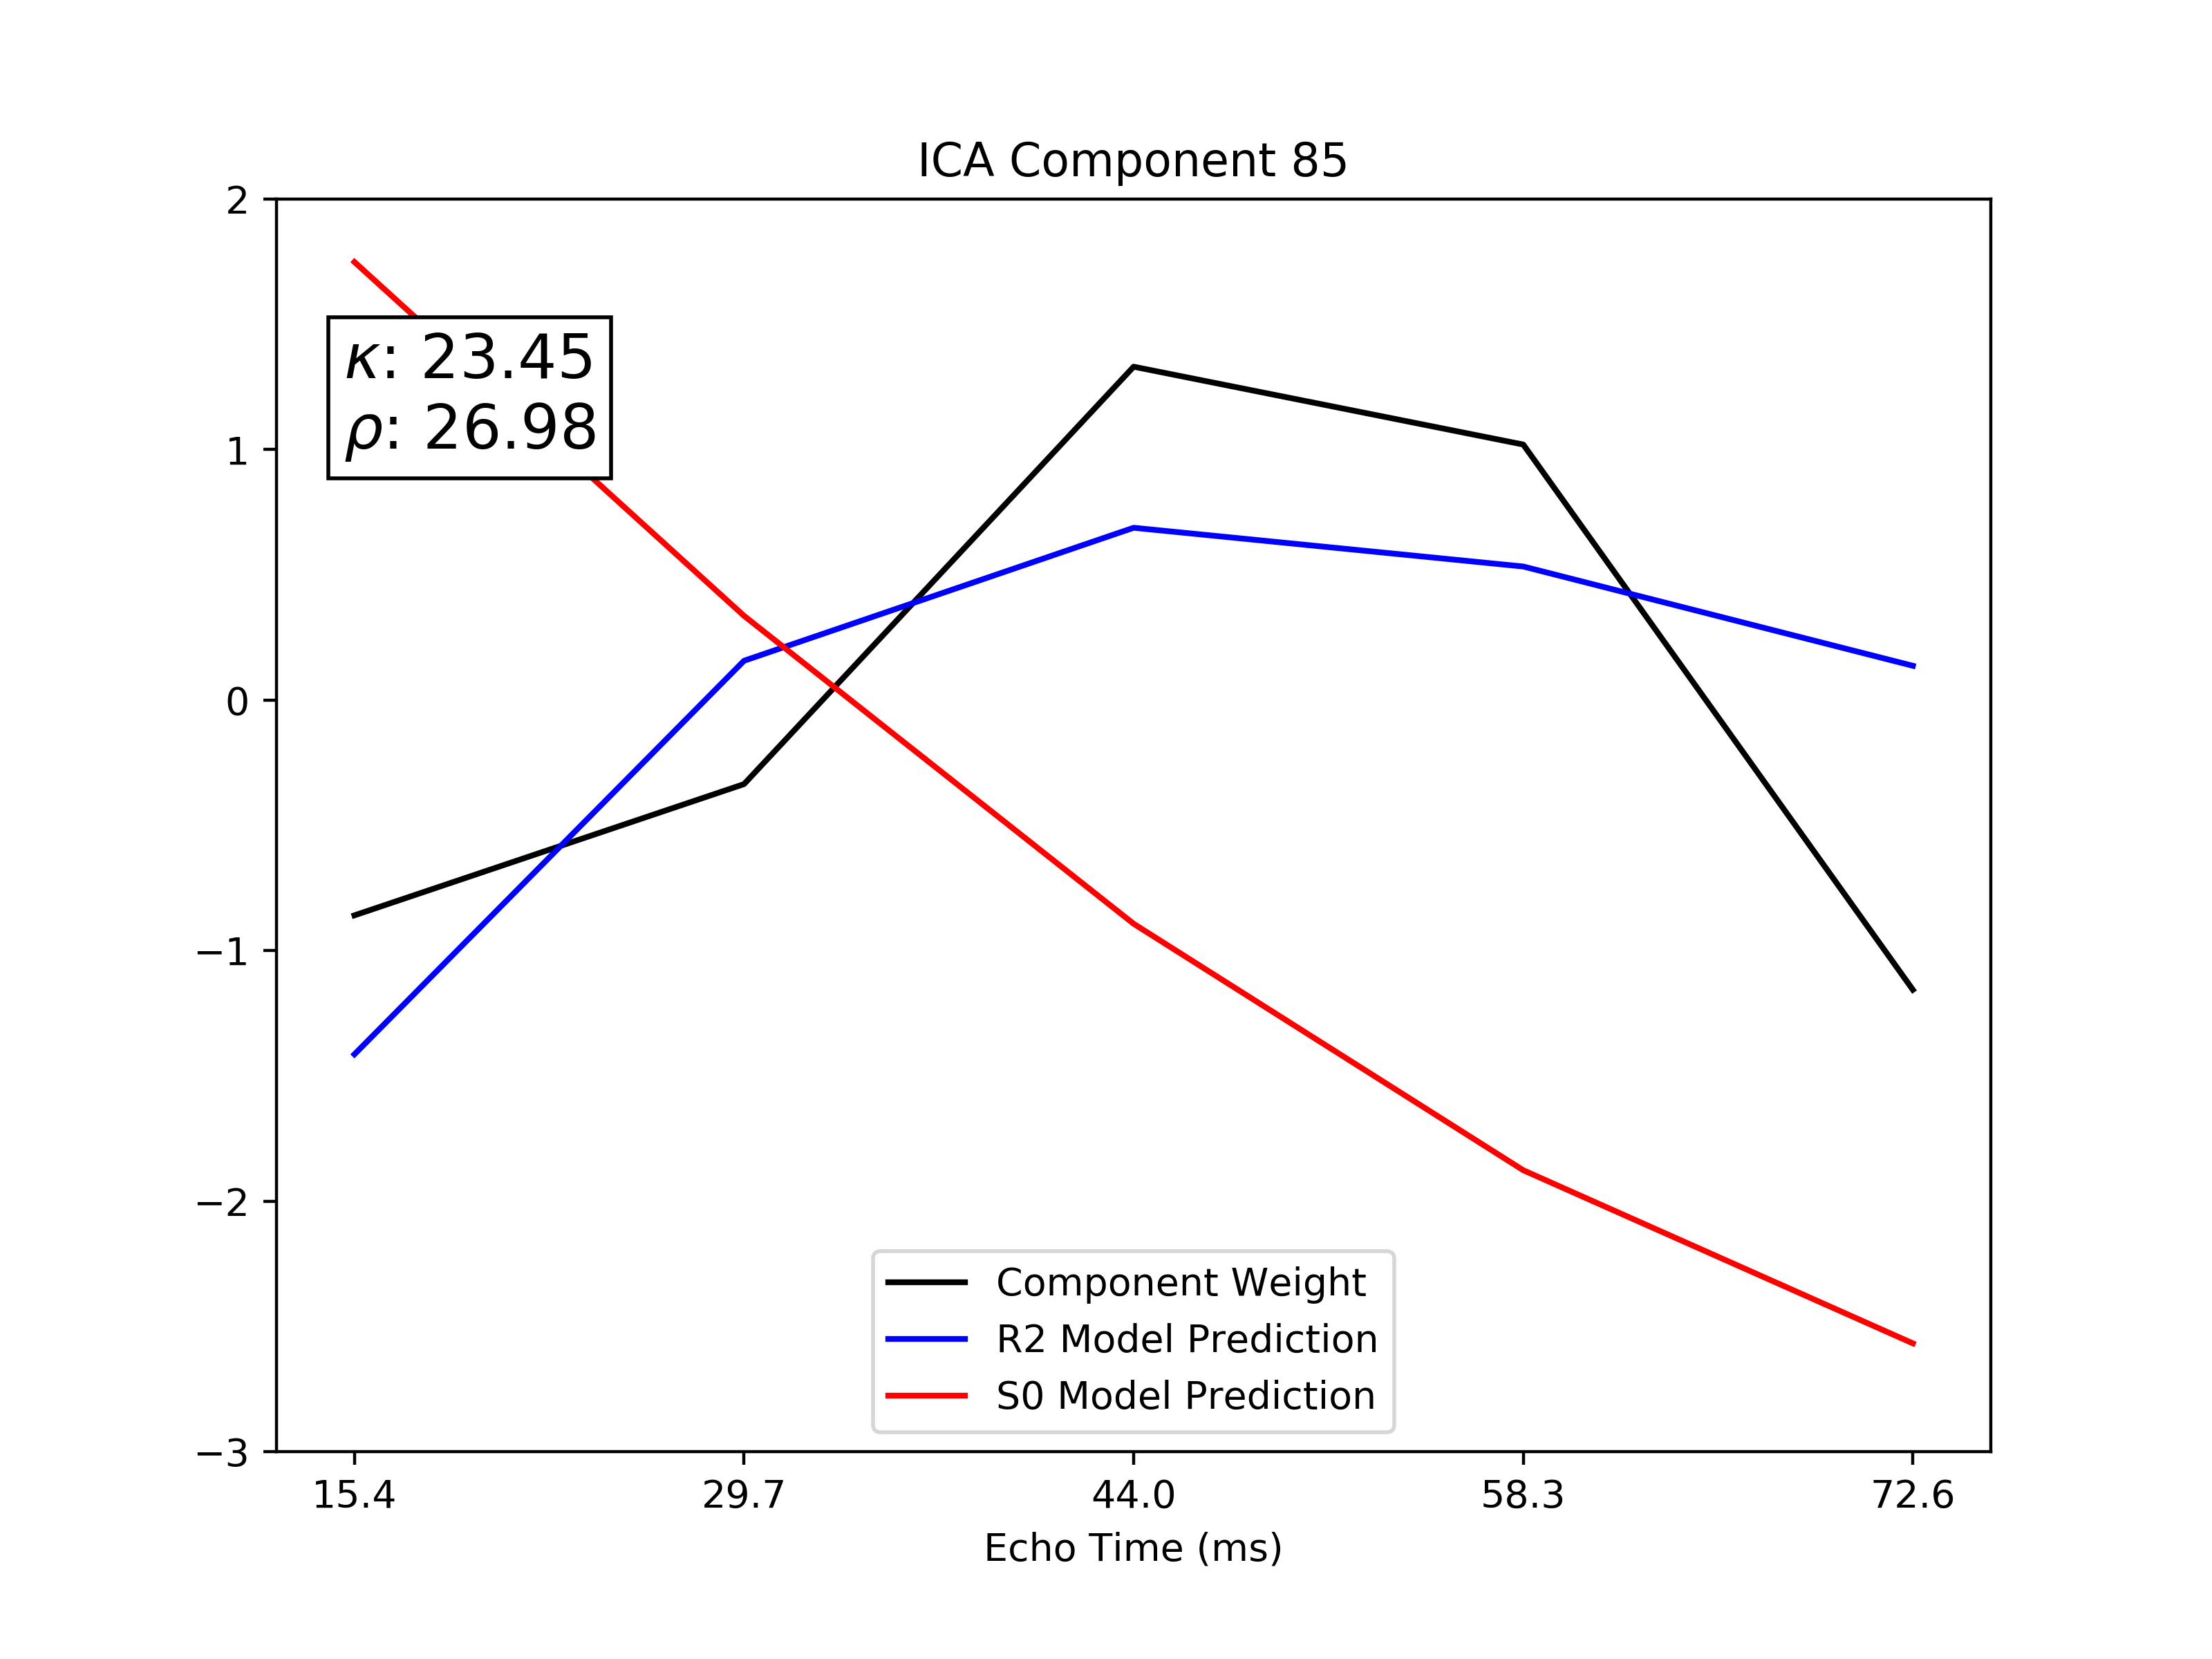 ICA Component 85
2
1
0
−1
−2
−3
κ: 23.45
ρ: 26.98
Component Weight
R2 Model Prediction
S0 Model Prediction
15.4 29.7 44.0 58.3 72.6
Echo Time (ms)